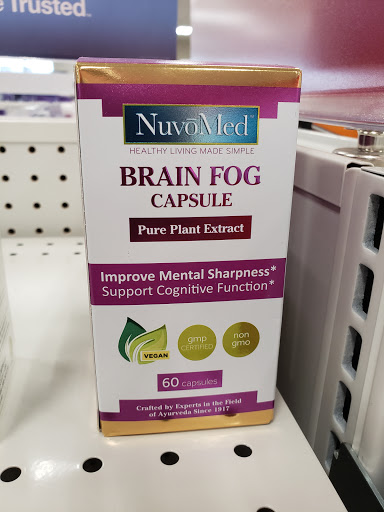 e Trusted.
NuvōMed™
HEALTHY LIVING MADE SIMPLE
BRAIN FOG
CAPSULE
Pure Plant Extract
Improve Mental Sharpness*
Support Cognitive Function*
VEGAN
gmp
CERTIFIED
non
gmo
60 capsules
Crafted by Experts in the Field
of Ayurveda Since 1917